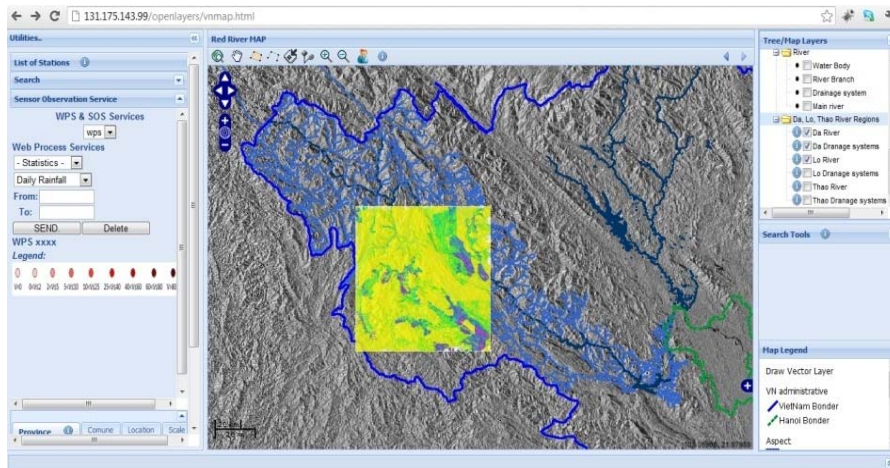 131.175.143.99/openlayers/vnmap.html
Utilities..
List of Stations
Search
Sensor Observation Service
WPS & SOS Services
wps
Web Process Services
- Statistics -
Daily Rainfall
From:
To:
SEND.
Delete
WPS xxxx
Legend:
Province
Comune
Location
Scale
Red River MAP
Tree/Map Layers
River
Water Body
River Branch
Drainage system
Main river
Da, Lo, Thao River Regions
Da River
Da Dranage systems
Lo River
Lo Dranage systems
Thao River
Thao Dranage systems
Search Tools
Map Legend
Draw Vector Layer
VN administrative
VietNam Bonder
Hanoi Bonder
Aspect